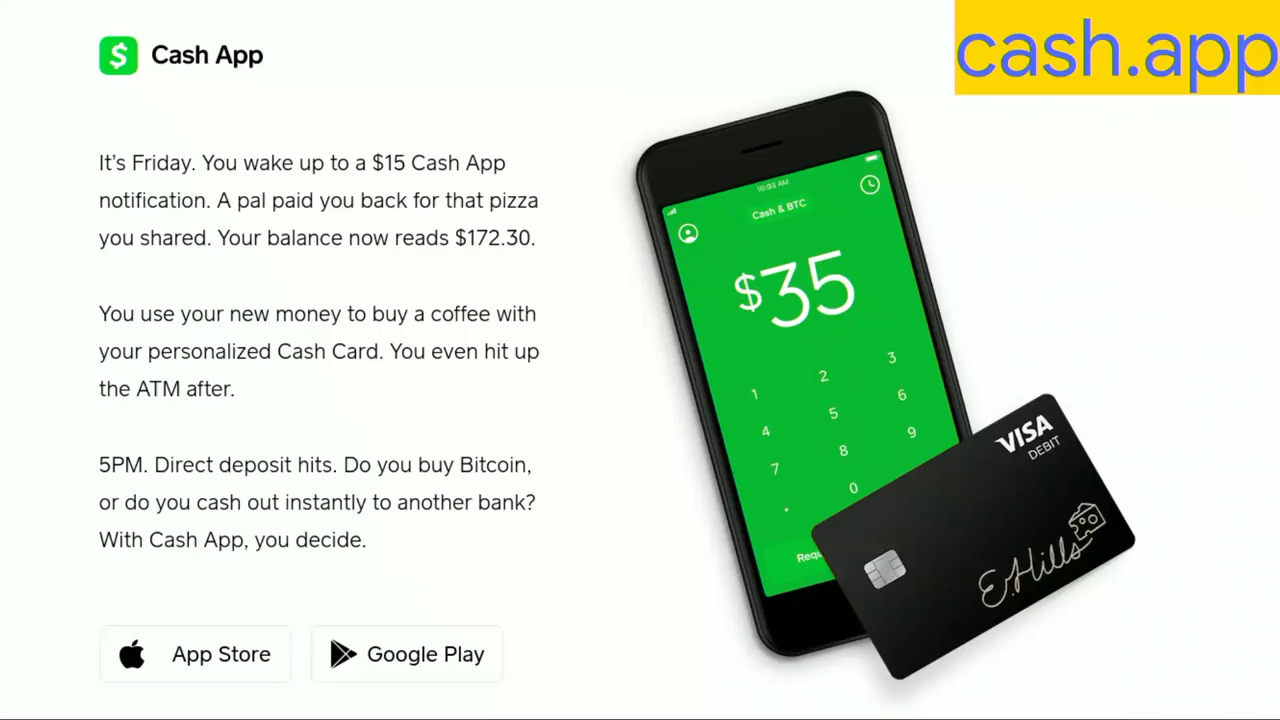 Cash App
cash.app
It's Friday. You wake up to a $15 Cash App
notification. A pal paid you back for that pizza
you shared. Your balance now reads $172.30.
You use your new money to buy a coffee with
your personalized Cash Card. You even hit up
the ATM after.
5PM. Direct deposit hits. Do you buy Bitcoin,
or do you cash out instantly to another bank?
With Cash App, you decide.
App Store
Google Play
10:03 AM
Cash & BTC
$35
1 2 3
4 5 6
7 8 9
. 0
VISA
DEBIT
E.Hills